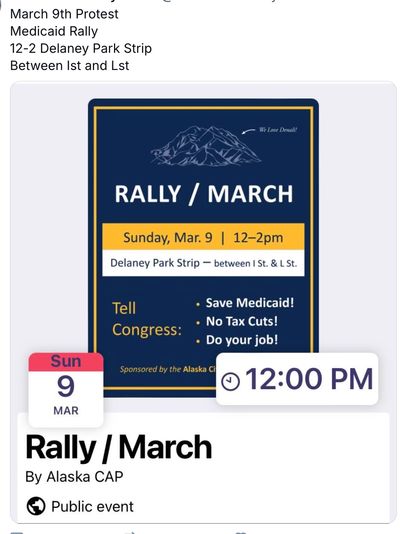 March 9th Protest
Medicaid Rally
12-2 Delaney Park Strip
Between Ist and Lst
We Love Denali!
RALLY / MARCH
Sunday, Mar. 9 | 12–2pm
Delaney Park Strip – between I St. & L St.
Tell
Congress:
• Save Medicaid!
• No Tax Cuts!
• Do your job!
Sponsored by the Alaska
Sun
9
MAR
12:00 PM
Rally / March
By Alaska CAP
Public event